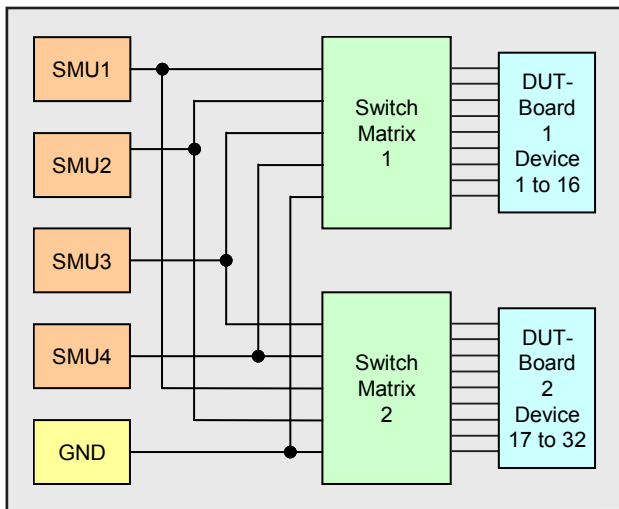 SMU1
SMU2
SMU3
SMU4
GND
Switch
Matrix
1
Switch
Matrix
2
DUT-
Board
1
Device
1 to 16
DUT-
Board
2
Device
17 to 32